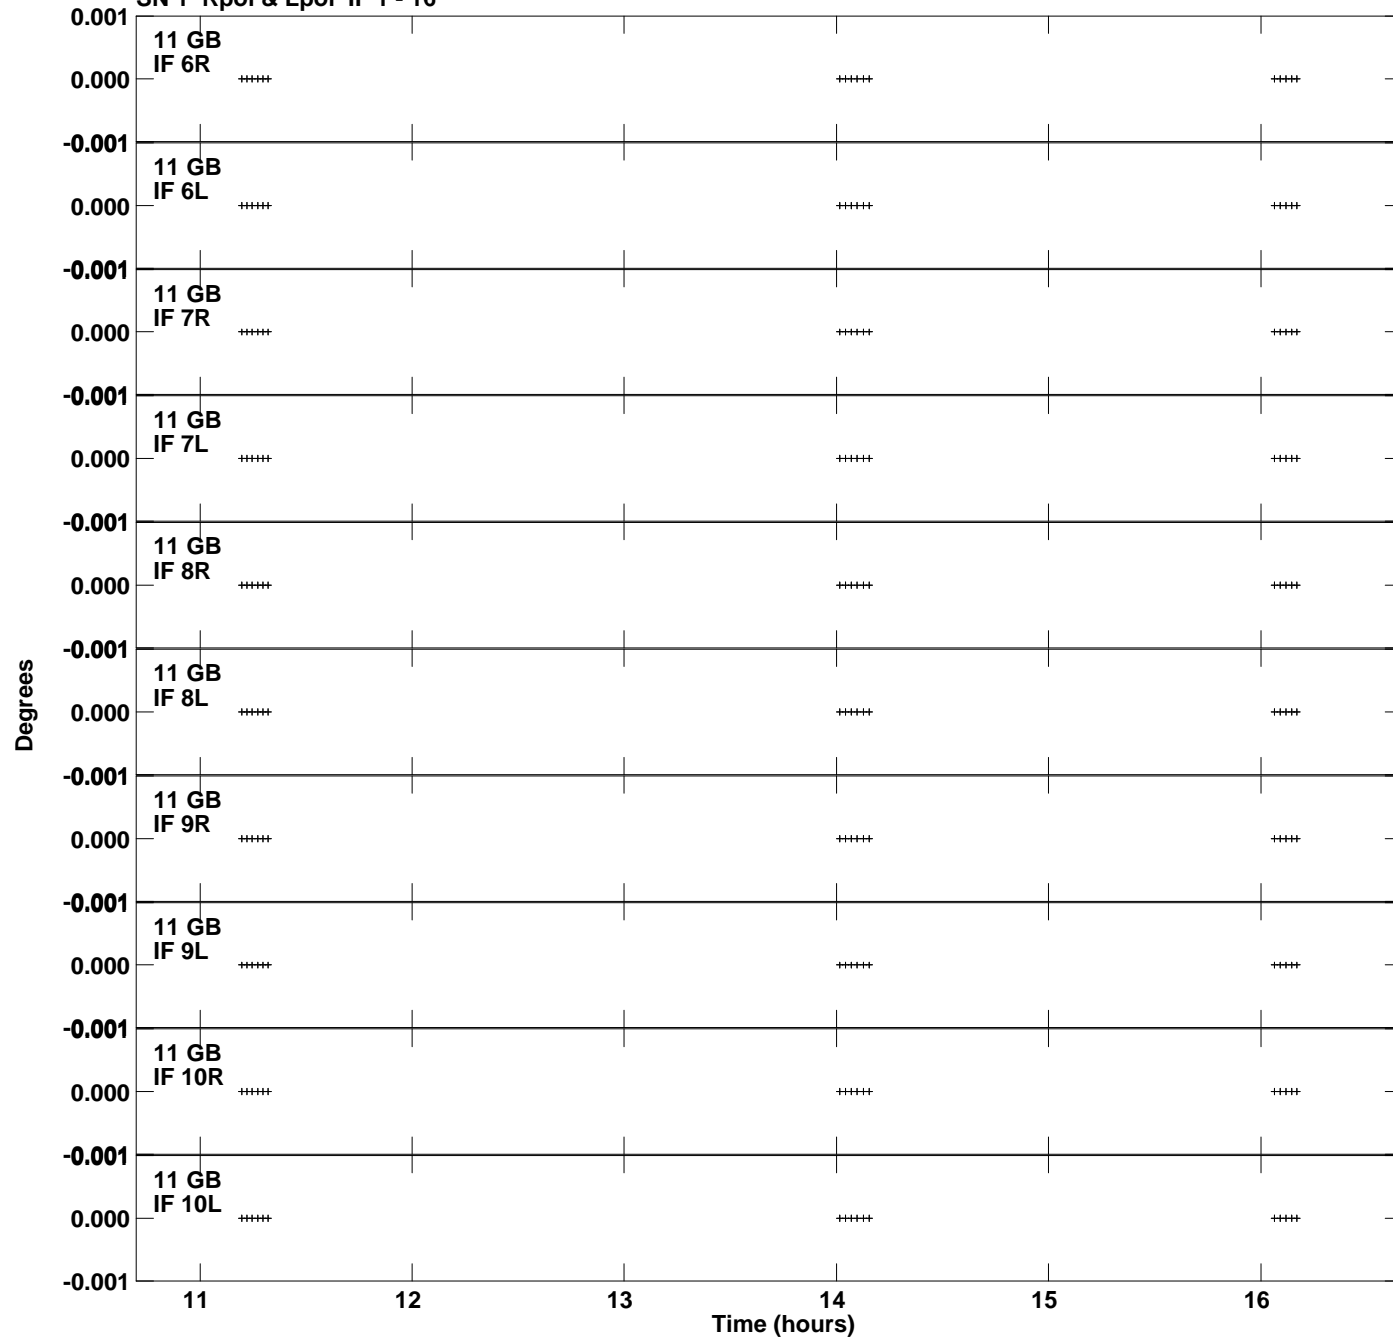 SN 1 Rpol & Lpol IF 1 - 16
0.001
11 GB
IF 6R
0.000
-0.001
11 GB
IF 6L
0.000
-0.001
11 GB
IF 7R
0.000
-0.001
11 GB
IF 7L
0.000
-0.001
11 GB
IF 8R
0.000
-0.001
11 GB
IF 8L
0.000
-0.001
11 GB
IF 9R
0.000
-0.001
11 GB
IF 9L
0.000
-0.001
11 GB
IF 10R
0.000
-0.001
11 GB
IF 10L
0.000
-0.001
Degrees
11 12 13 14 15 16
Time (hours)